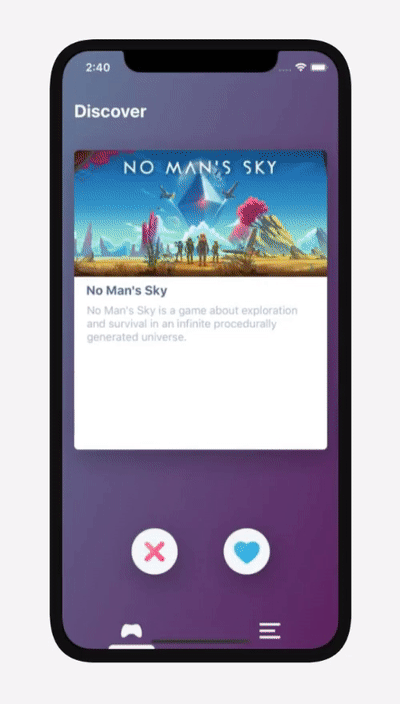 2:40
Discover
NO MAN'S SKY
No Man's Sky
No Man's Sky is a game about exploration
and survival in an infinite procedurally
generated universe.